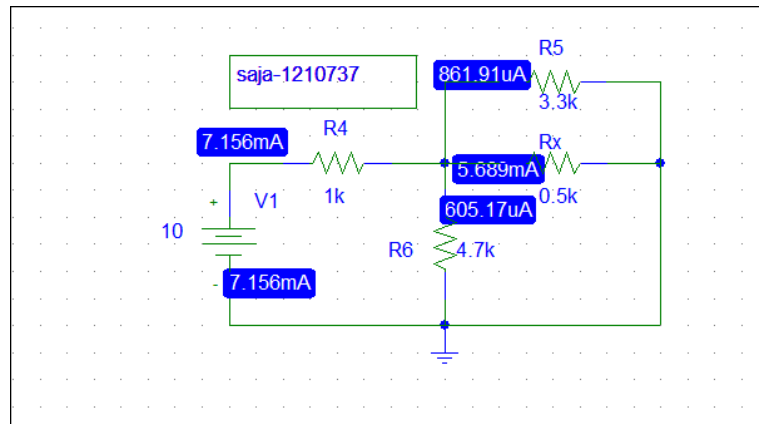 R5
saja-1210737
861.91uA
3.3k
7.156mA
R4
Rx
5.689mA
1k
0.5k
+
V1
605.17uA
10
R6
4.7k
-
7.156mA